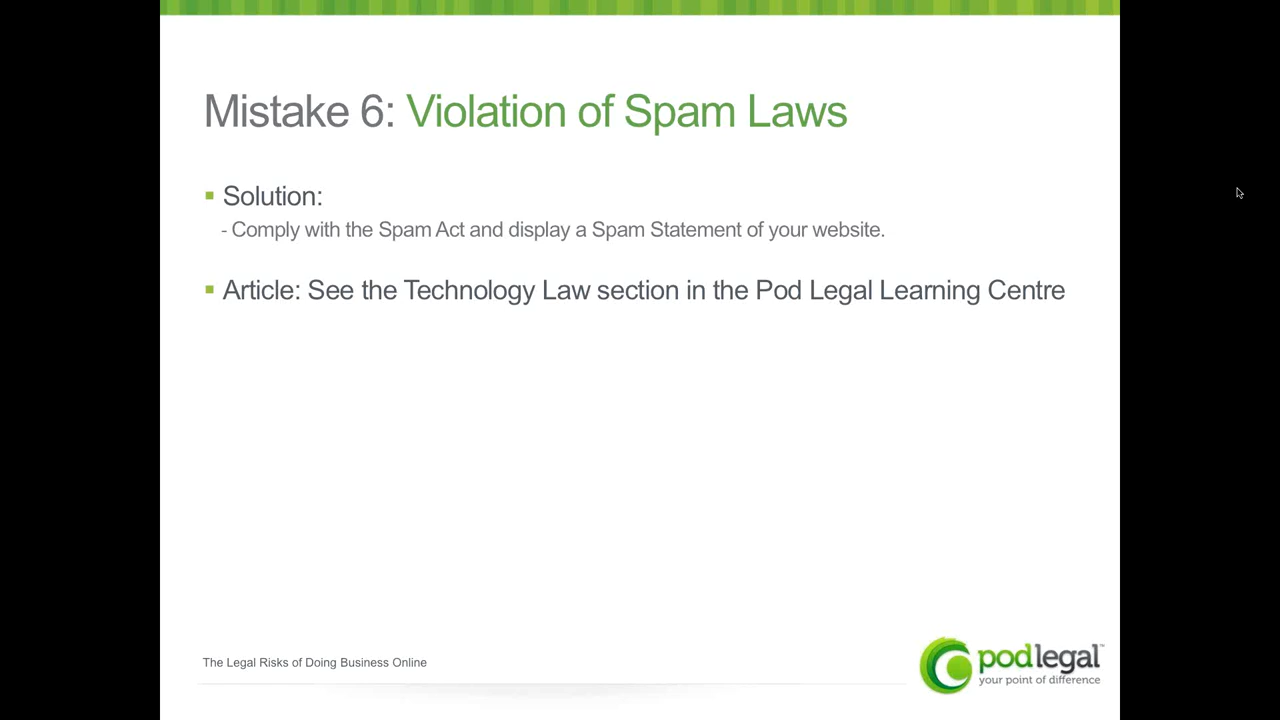 Mistake 6: Violation of Spam Laws
Solution:
- Comply with the Spam Act and display a Spam Statement of your website.
Article: See the Technology Law section in the Pod Legal Learning Centre
The Legal Risks of Doing Business Online
podlegal™
your point of difference